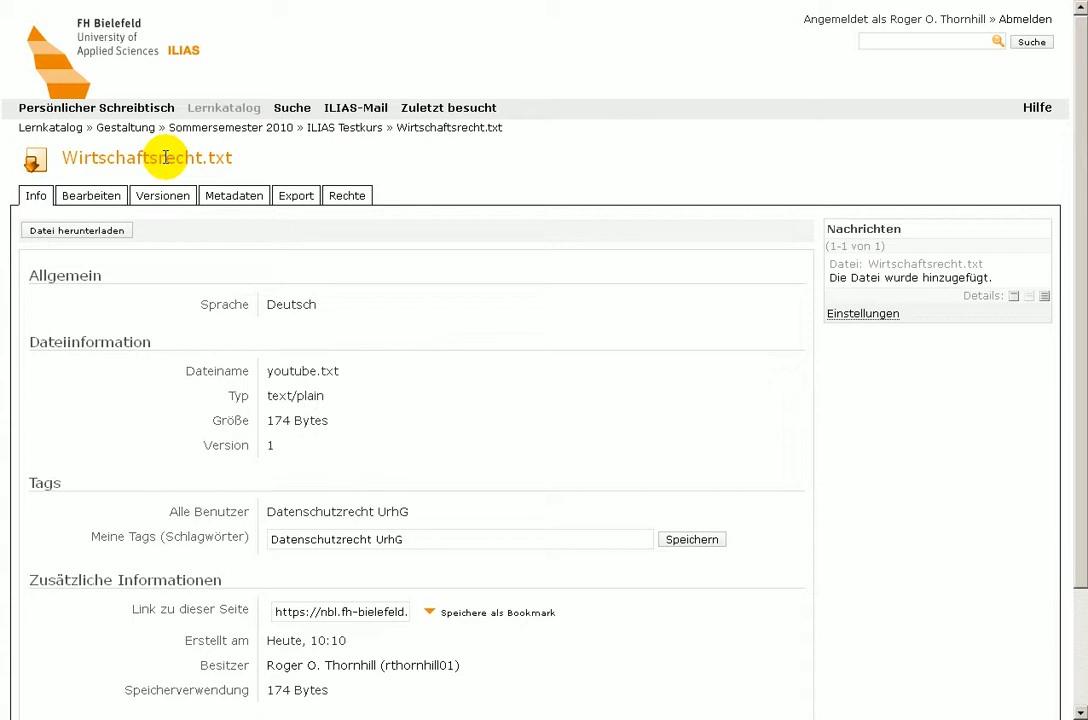 FH Bielefeld
University of
Applied Sciences ILIAS
Angemeldet als Roger O. Thornhill » Abmelden
Suche
Persönlicher Schreibtisch Lernkatalog Suche ILIAS-Mail Zuletzt besucht Hilfe
Lernkatalog » Gestaltung » Sommersemester 2010 » ILIAS Testkurs » Wirtschaftsrecht.txt
Wirtschaftsrecht.txt
Info Bearbeiten Versionen Metadaten Export Rechte
Datei herunterladen
Allgemein
Sprache Deutsch
Dateiinformation
Dateiname youtube.txt
Typ text/plain
Größe 174 Bytes
Version 1
Tags
Alle Benutzer Datenschutzrecht UrhG
Meine Tags (Schlagwörter) Datenschutzrecht UrhG Speichern
Zusätzliche Informationen
Link zu dieser Seite https://nbl.fh-bielefeld. Speichere als Bookmark
Erstellt am Heute, 10:10
Besitzer Roger O. Thornhill (rthornhill01)
Speicherverwendung 174 Bytes
Nachrichten
(1-1 von 1)
Datei: Wirtschaftsrecht.txt
Die Datei wurde hinzugefügt.
Details:
Einstellungen